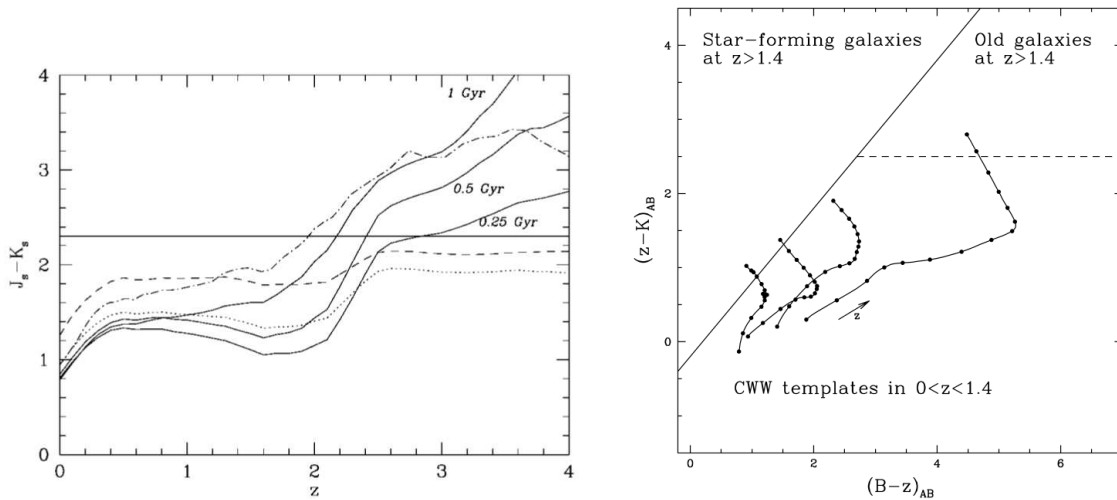 4
3
2
1
0
J_s−K_s
1 Gyr
0.5 Gyr
0.25 Gyr
0 1 2 3 4
z
Star−forming galaxies
at z>1.4
Old galaxies
at z>1.4
4
2
0
(z−K)_AB
z
CWW templates in 0<z<1.4
0 2 4 6
(B−z)_AB